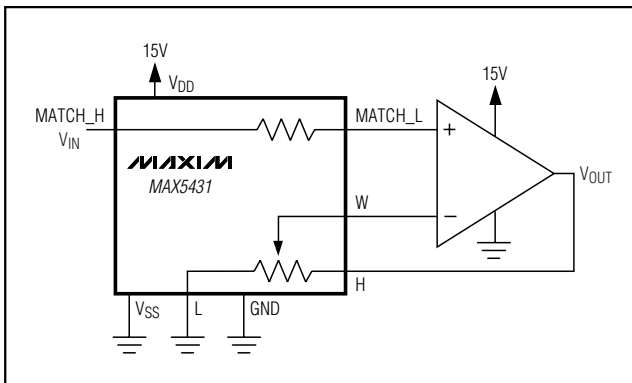 15V
VDD
15V
MATCH_H
MATCH_L
VIN
+
MAXIM
MAX5431
VOUT
W
−
H
VSS
L
GND